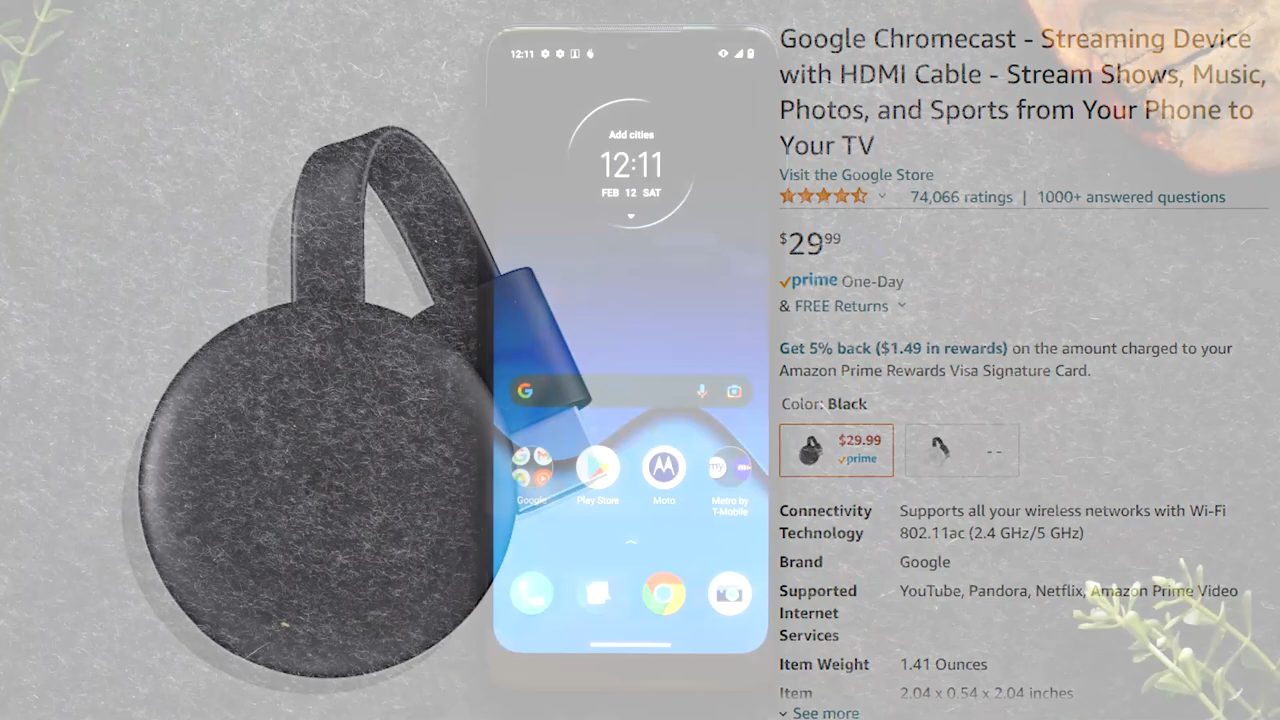 12:11
Add cities
12:11
FEB 12 SAT
Google
Play Store
Moto
Metro by
T-Mobile
Google Chromecast - Streaming Device
with HDMI Cable - Stream Shows, Music,
Photos, and Sports from Your Phone to
Your TV
Visit the Google Store
74,066 ratings | 1000+ answered questions
$29.99
prime One-Day
& FREE Returns
Get 5% back ($1.49 in rewards) on the amount charged to your
Amazon Prime Rewards Visa Signature Card.
Color: Black
$29.99
prime
--
Connectivity Technology
Supports all your wireless networks with Wi-Fi
802.11ac (2.4 GHz/5 GHz)
Brand
Google
Supported
Internet
Services
YouTube, Pandora, Netflix, Amazon Prime Video
Item Weight
1.41 Ounces
Item
2.04 x 0.54 x 2.04 inches
See more